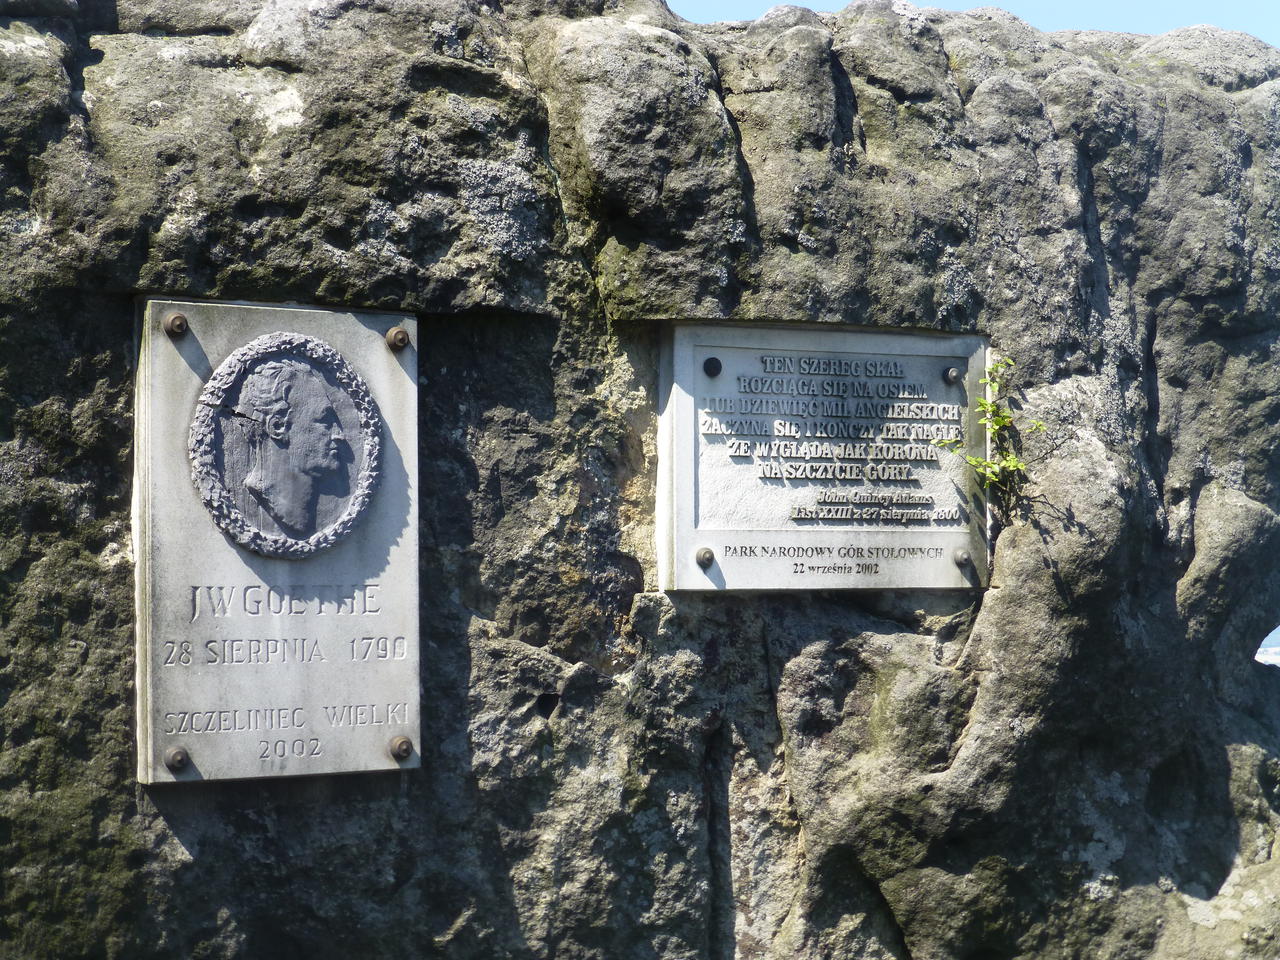 JW GOETHE
28 SIERPNIA 1790
SZCZELINIEC WIELKI
2002
TEN SZEREG SKAŁ
ROZCIĄGA SIĘ NA OSIEM
LUB DZIEWIĘĆ MIL ANGIELSKICH
ZACZYNA SIĘ I KOŃCZY TAK NAGLE
ŻE WYGLĄDA JAK KORONA
NA SZCZYCIE GÓRY
John Quincy Adams
List XXIII z 27 sierpnia 1800
PARK NARODOWY GÓR STOŁOWYCH
22 września 2002